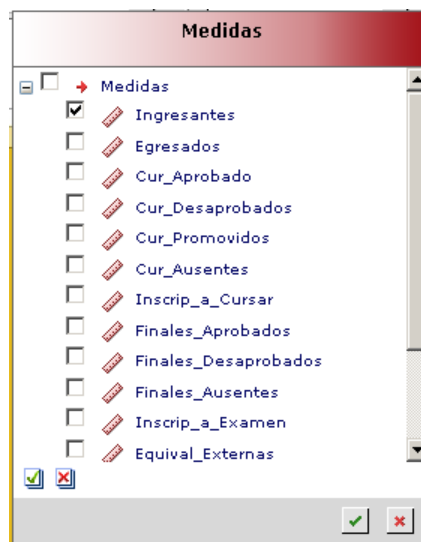 Medidas
Medidas
Ingresantes
Egresados
Cur_Aprobado
Cur_Desaprobados
Cur_Promovidos
Cur_Ausentes
Inscrip_a_Cursar
Finales_Aprobados
Finales_Desaprobados
Finales_Ausentes
Inscrip_a_Examen
Equival_Externas